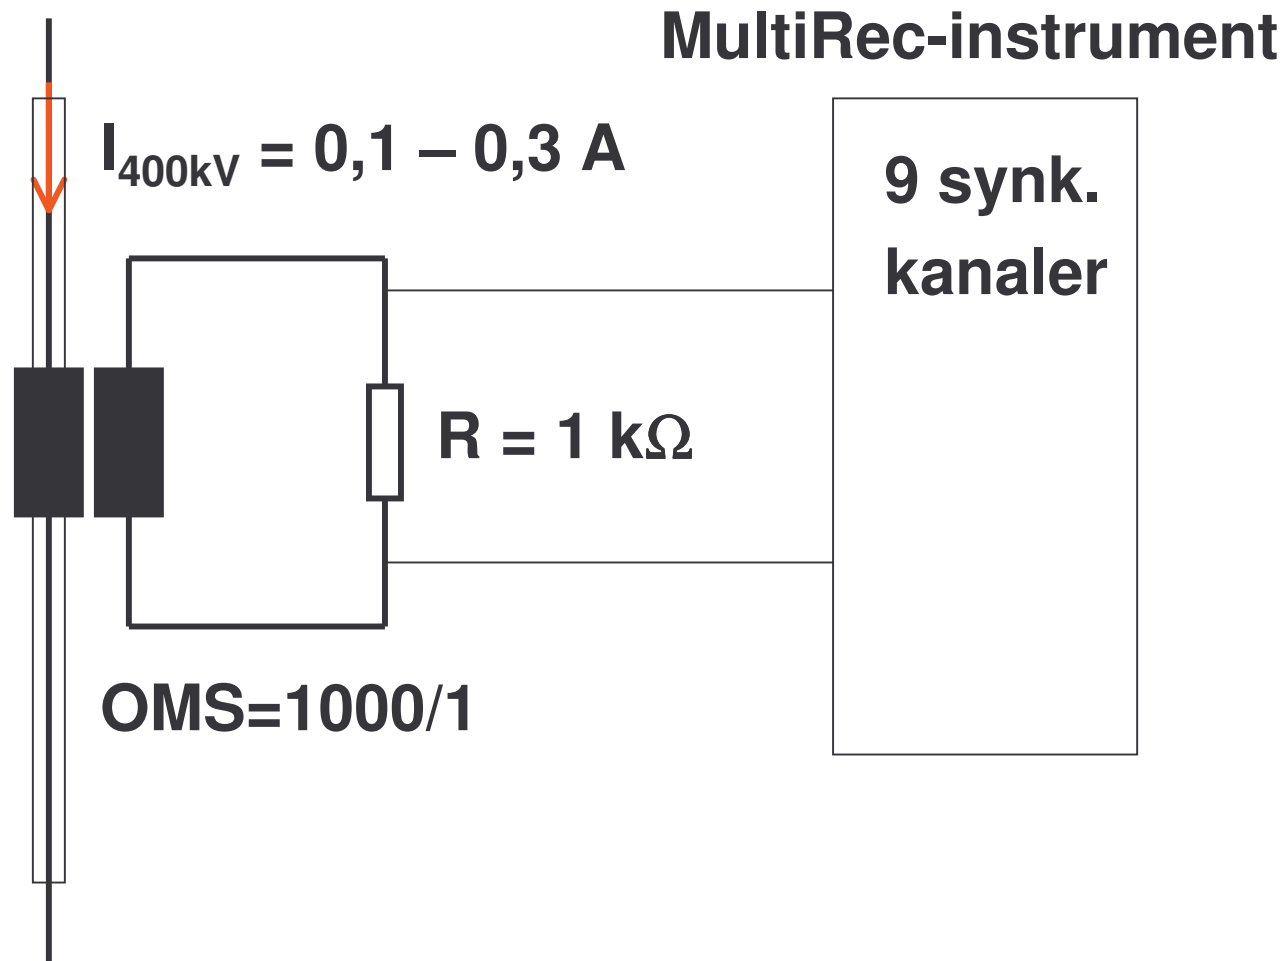 MultiRec-instrument
I400kV = 0,1 – 0,3 A
9 synk.
kanaler
R = 1 kΩ
OMS=1000/1